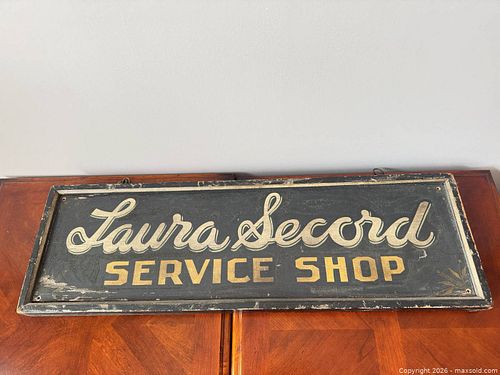 Laura Secord
SERVICE SHOP
Copyright 2026 - maxsold.com